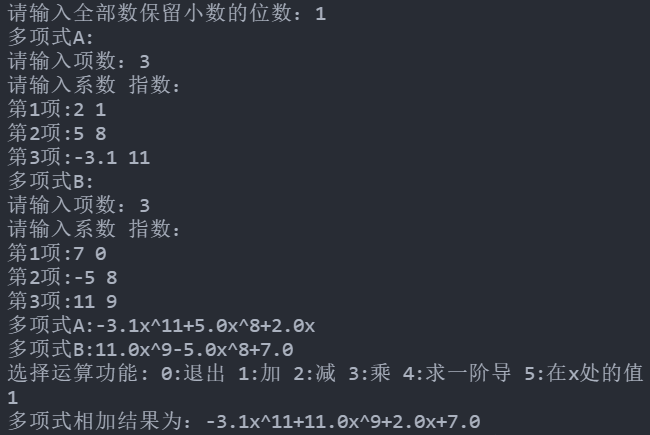 请输入全部数保留小数的位数：1
多项式A:
请输入项数：3
请输入系数 指数：
第1项:2 1
第2项:5 8
第3项:-3.1 11
多项式B:
请输入项数：3
请输入系数 指数：
第1项:7 0
第2项:-5 8
第3项:11 9
多项式A:-3.1x^11+5.0x^8+2.0x
多项式B:11.0x^9-5.0x^8+7.0
选择运算功能: 0:退出 1:加 2:减 3:乘 4:求一阶导 5:在x处的值
1
多项式相加结果为：-3.1x^11+11.0x^9+2.0x+7.0